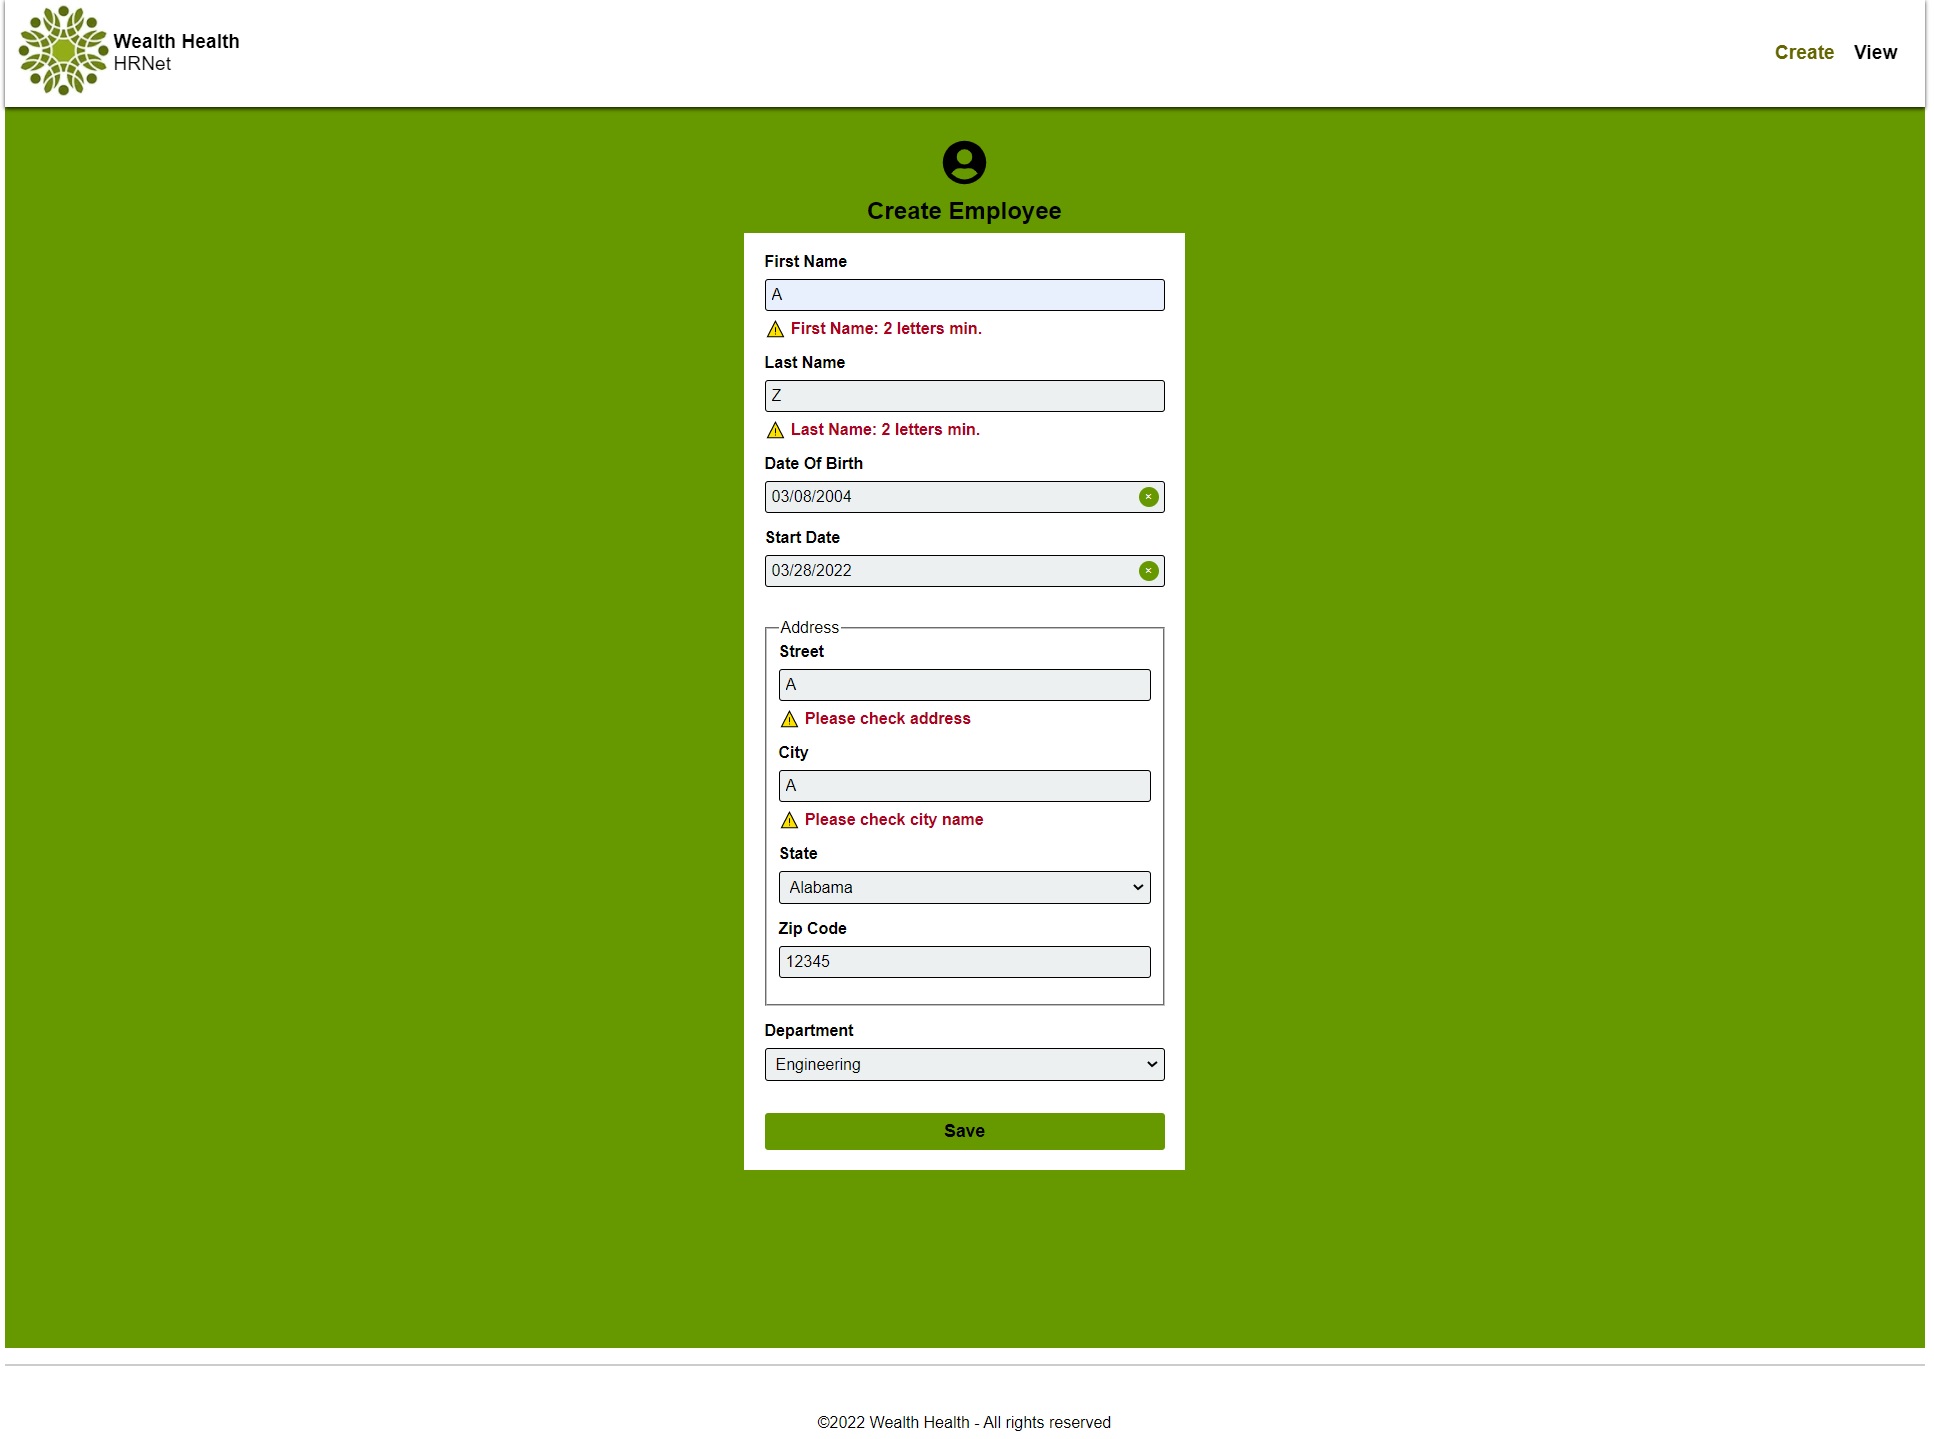 Wealth Health
HRNet
Create View
Create Employee
First Name
A
First Name: 2 letters min.
Last Name
Z
Last Name: 2 letters min.
Date Of Birth
03/08/2004
Start Date
03/28/2022
Address
Street
A
Please check address
City
A
Please check city name
State
Alabama
Zip Code
12345
Department
Engineering
Save
©2022 Wealth Health - All rights reserved